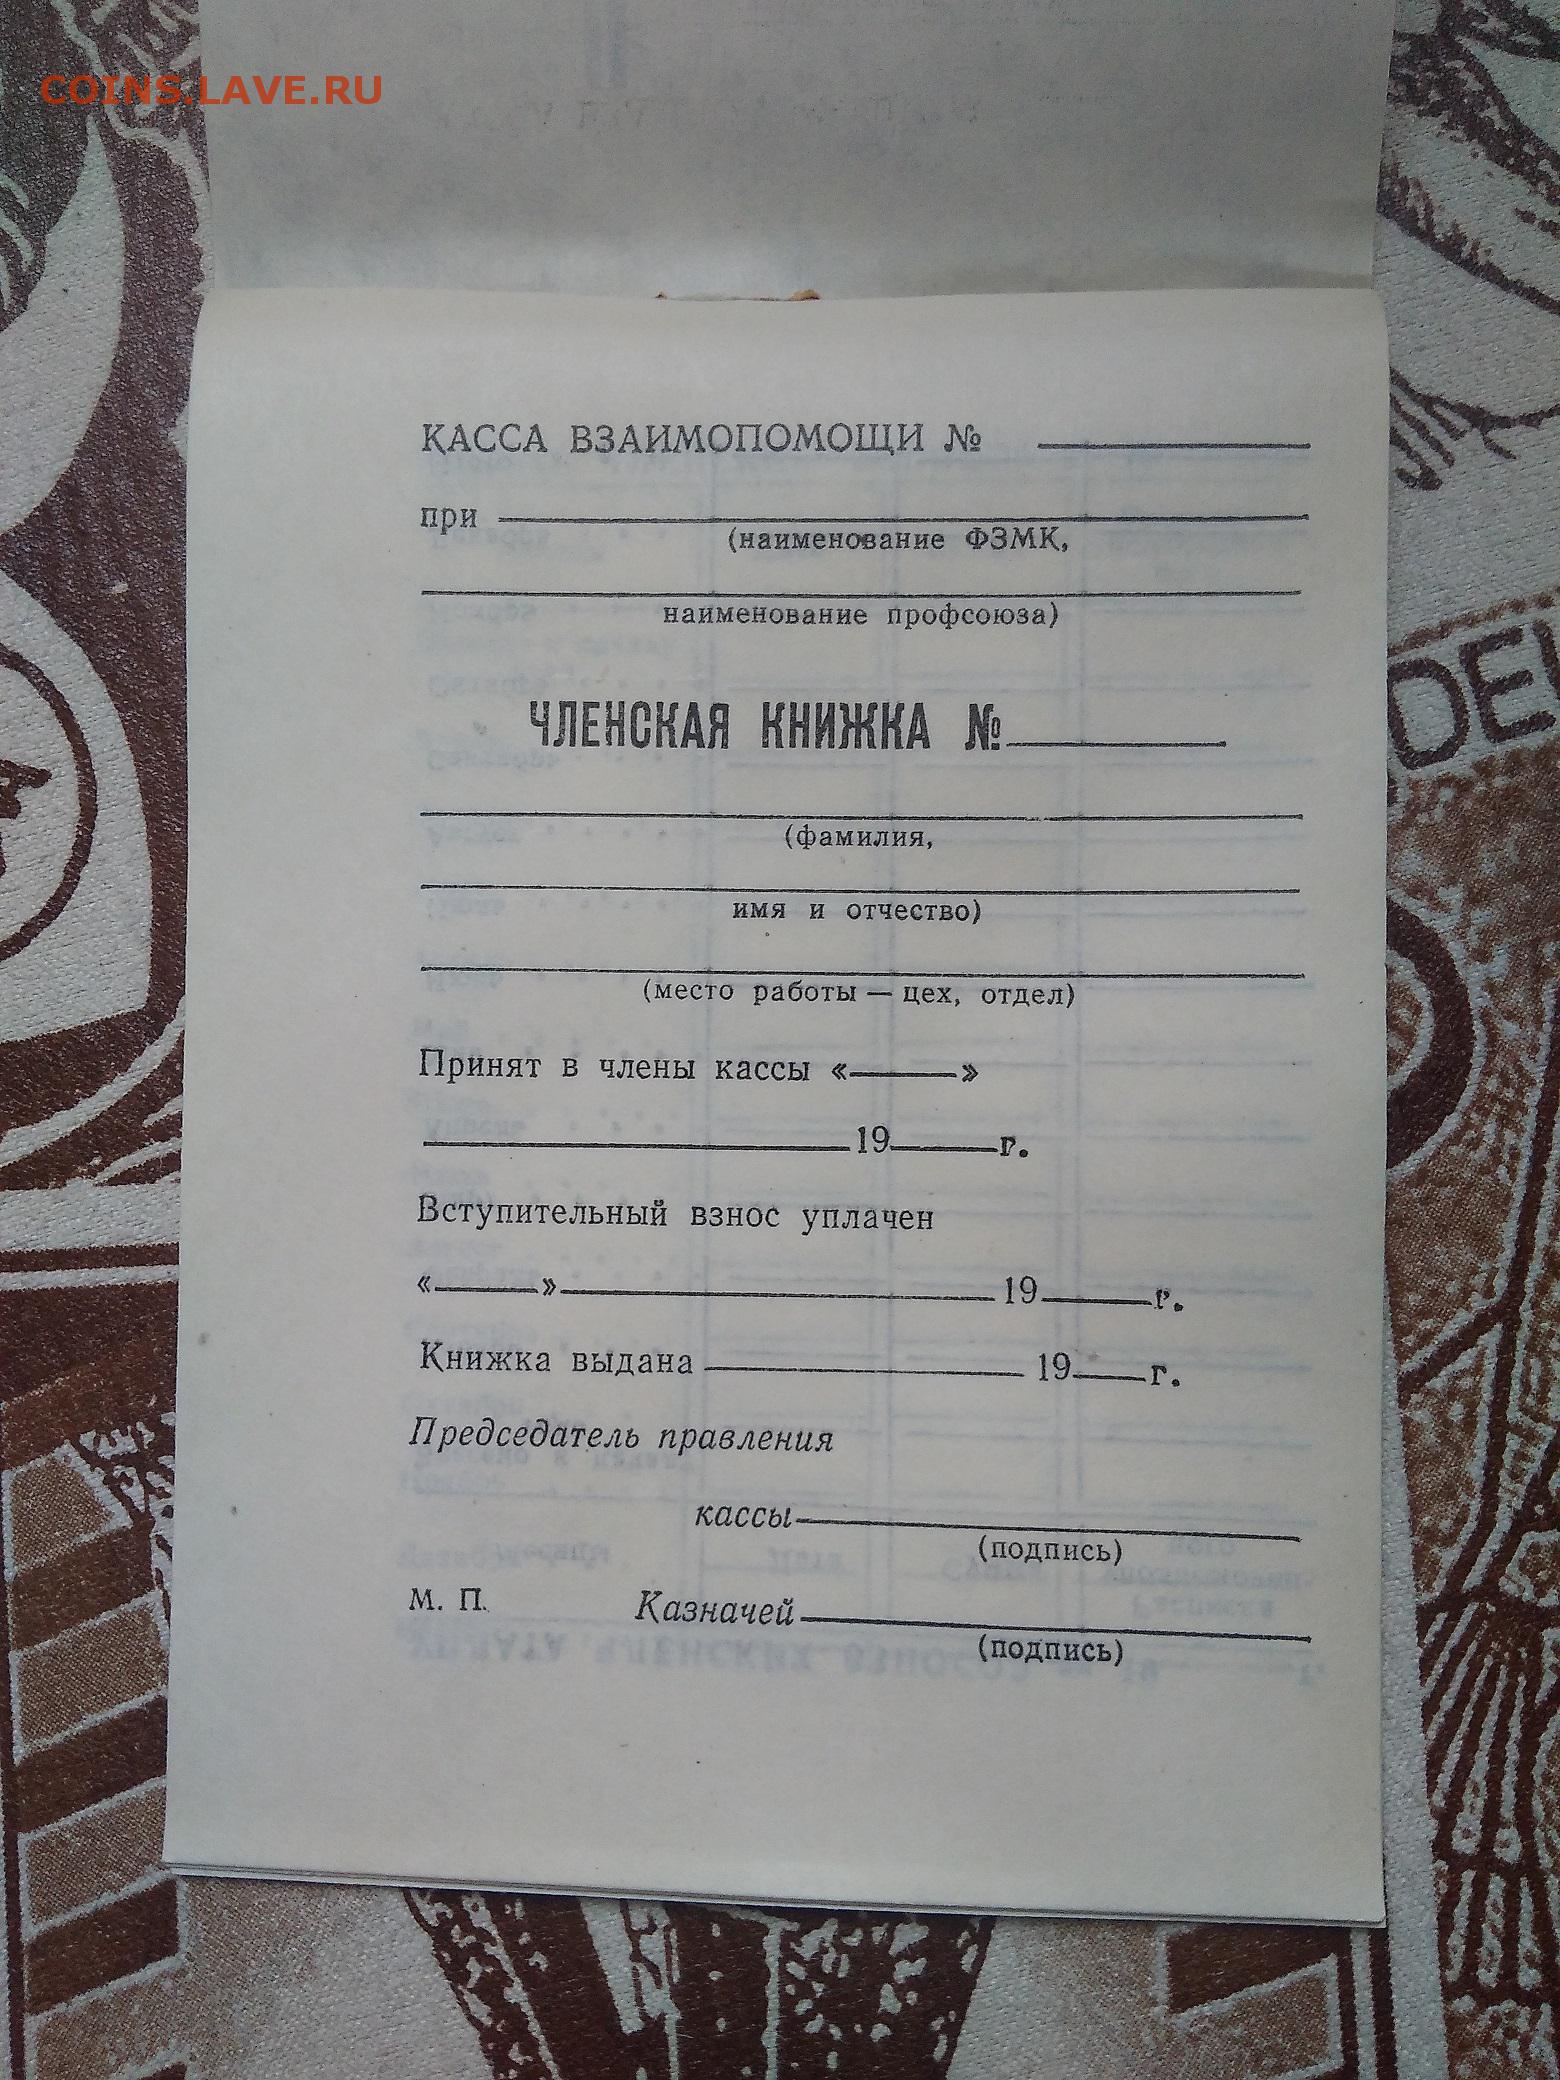 COINS.LAVE.RU
КАССА ВЗАИМОПОМОЩИ №
при
(наименование ФЗМК,
наименование профсоюза)
ЧЛЕНСКАЯ КНИЖКА №
(фамилия,
имя и отчество)
(место работы — цех, отдел)
Принят в члены кассы « »
19 г.
Вступительный взнос уплачен
« » 19 г.
Книжка выдана 19 г.
Председатель правления
кассы
(подпись)
М. П. Казначей
(подпись)